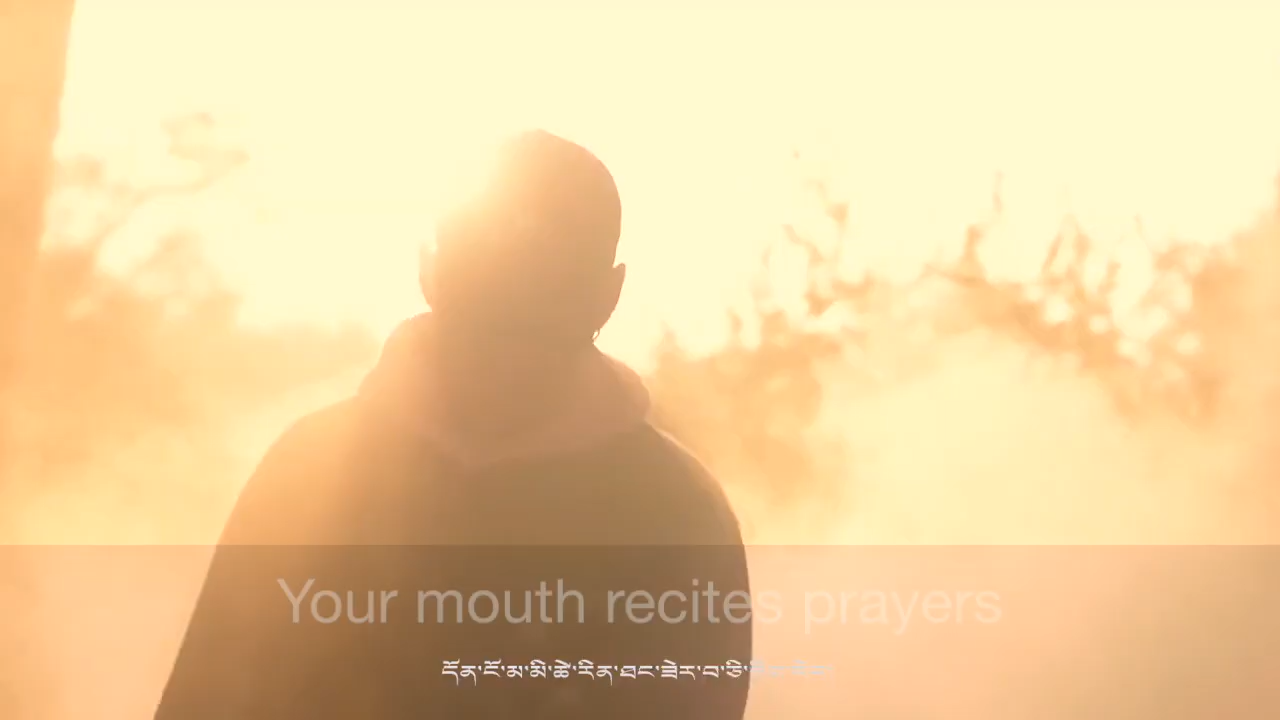 Your mouth recites prayers
དོན་ངོ་མ་མི་ཚེ་རིན་ཐང་ཟེར་བ་ཅི་